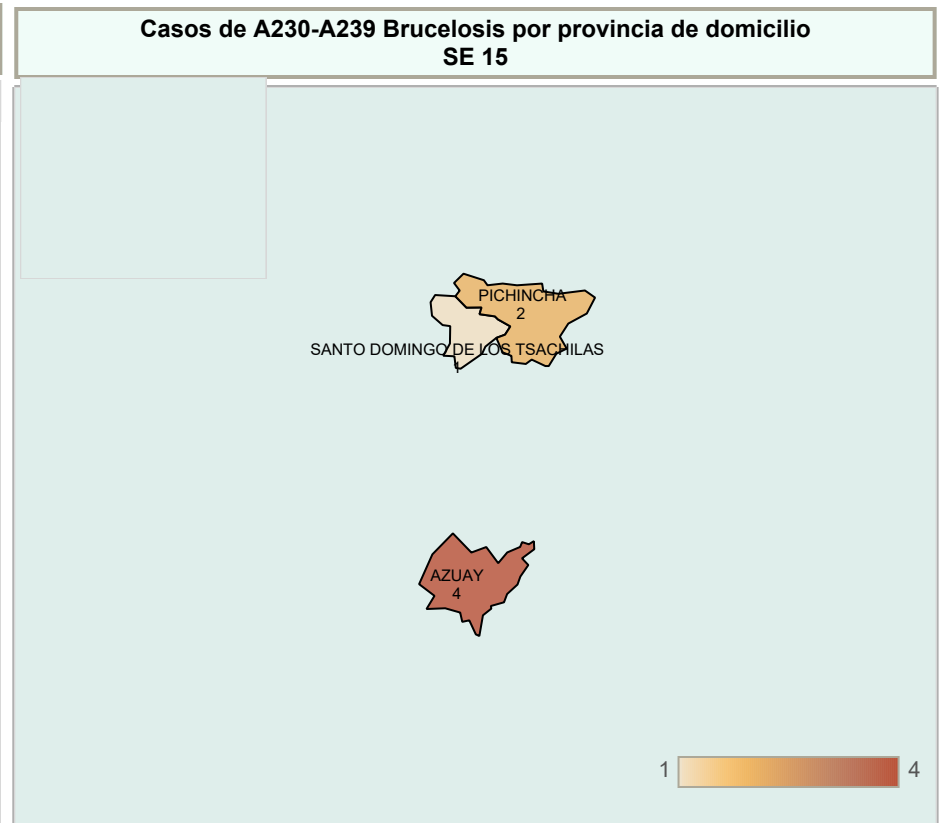 Casos de A230-A239 Brucelosis por provincia de domicilio
SE 15
PICHINCHA
2
SANTO DOMINGO DE LOS TSACHILAS
1
AZUAY
4
1
4